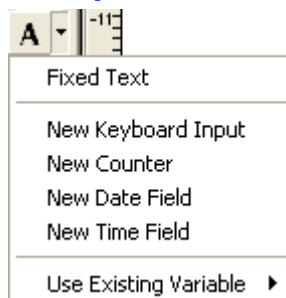 A
-11
Fixed Text
New Keyboard Input
New Counter
New Date Field
New Time Field
Use Existing Variable